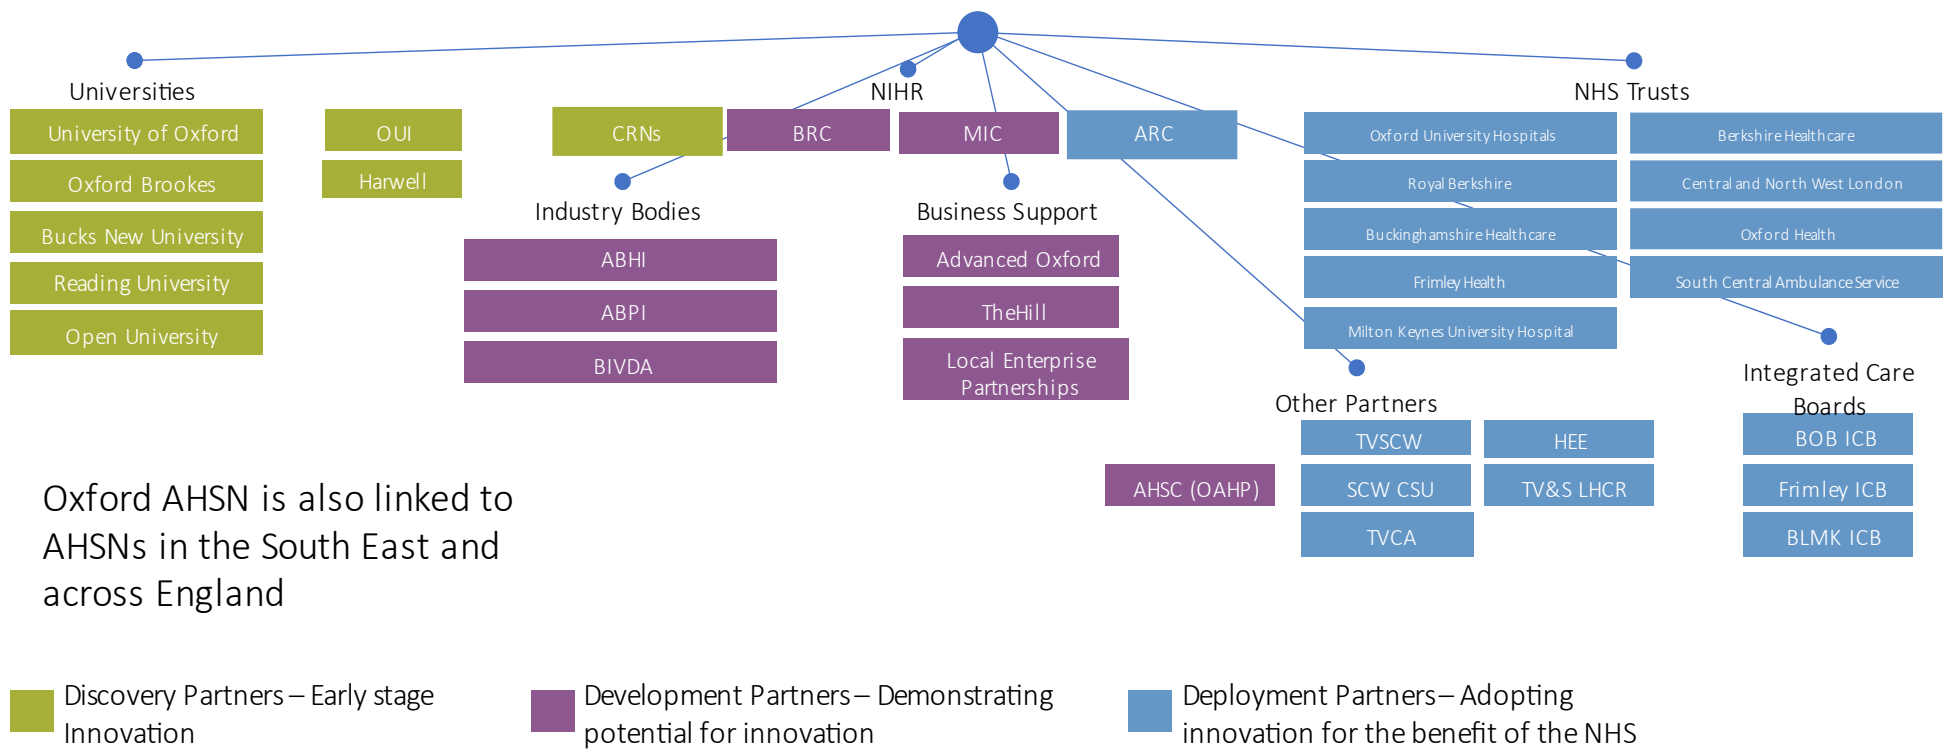 Universities
University of Oxford
Oxford Brookes
Bucks New University
Reading University
Open University
OUI
Harwell
NIHR
CRNs
BRC
MIC
ARC
Industry Bodies
ABHI
ABPI
BIVDA
Business Support
Advanced Oxford
TheHill
Local Enterprise
Partnerships
NHS Trusts
Oxford University Hospitals
Royal Berkshire
Buckinghamshire Healthcare
Frimley Health
Milton Keynes University Hospital
Berkshire Healthcare
Central and North West London
Oxford Health
South Central Ambulance Service
Other Partners
TVSCW
HEE
AHSC (OAHP)
SCW CSU
TV&S LHCR
TVCA
Integrated Care
Boards
BOB ICB
Frimley ICB
BLMK ICB
Oxford AHSN is also linked to
AHSNs in the South East and
across England
Discovery Partners – Early stage
Innovation
Development Partners – Demonstrating
potential for innovation
Deployment Partners – Adopting
innovation for the benefit of the NHS